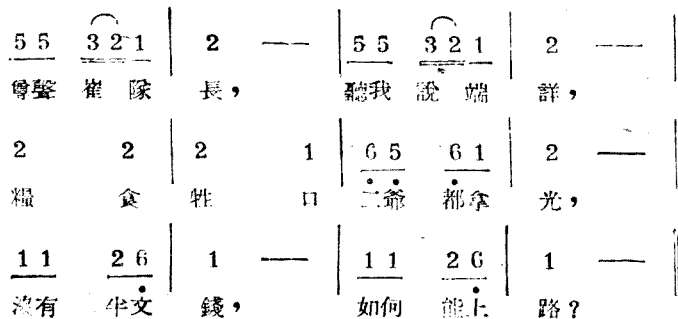 5 5 3 2 1 | 2 — — | 5 5 3 2 1 | 2 — — |
聲崔隊 長， 聽我說端 詳，
2 2 | 2 1 | 6 5 6 1 | 2 — |
糧食 牲口 二爺都拿 光，
1 1 2 6 | 1 — | 1 1 2 6 | 1 — |
沒有半文 錢， 如何能上 路？